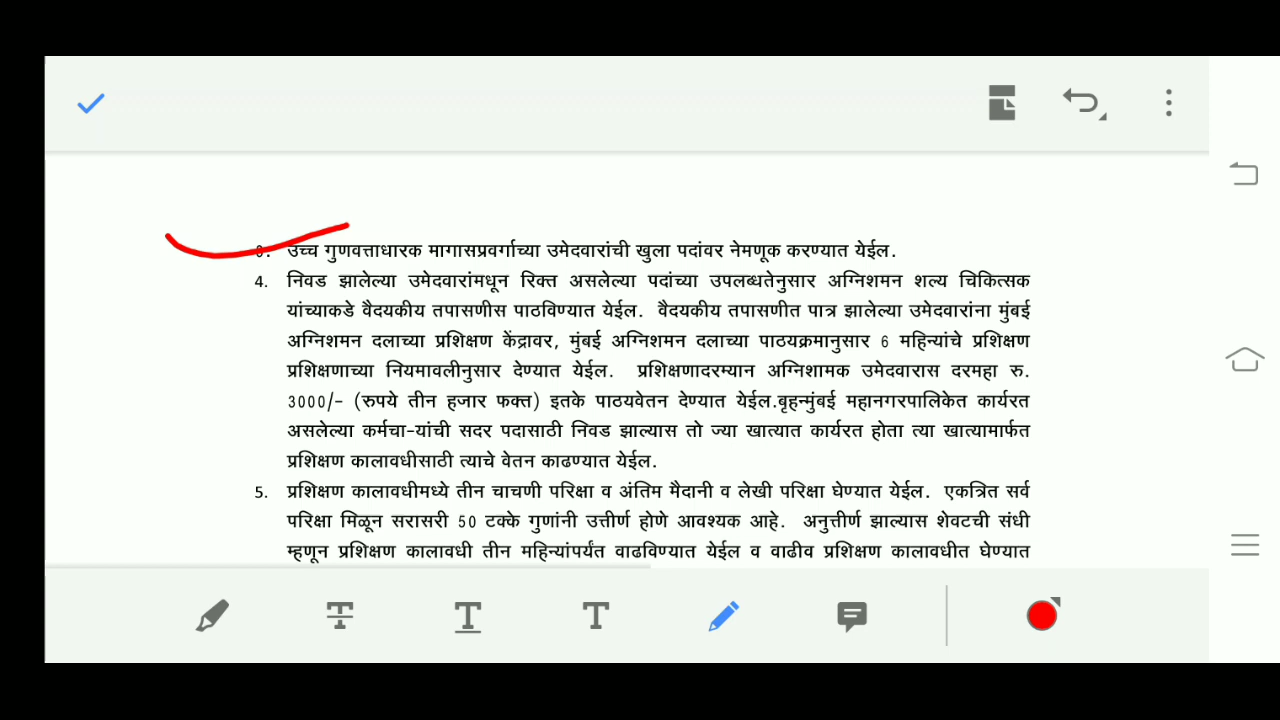 3. उच्च गुणवत्ताधारक मागासप्रवर्गाच्या उमेदवारांची खुला पदांवर नेमणूक करण्यात येईल.
4. निवड झालेल्या उमेदवारांमधून रिक्त असलेल्या पदांच्या उपलब्धतेनुसार अग्निशमन शल्य चिकित्सक
यांच्याकडे वैदयकीय तपासणीस पाठविण्यात येईल. वैदयकीय तपासणीत पात्र झालेल्या उमेदवारांना मुंबई
अग्निशमन दलाच्या प्रशिक्षण केंद्रावर, मुंबई अग्निशमन दलाच्या पाठयक्रमानुसार 6 महिन्यांचे प्रशिक्षण
प्रशिक्षणाच्या नियमावलीनुसार देण्यात येईल. प्रशिक्षणादरम्यान अग्निशामक उमेदवारास दरमहा रु.
3000/- (रुपये तीन हजार फक्त) इतके पाठयवेतन देण्यात येईल.बृहन्मुंबई महानगरपालिकेत कार्यरत
असलेल्या कर्मचा-यांची सदर पदासाठी निवड झाल्यास तो ज्या खात्यात कार्यरत होता त्या खात्यामार्फत
प्रशिक्षण कालावधीसाठी त्याचे वेतन काढण्यात येईल.
5. प्रशिक्षण कालावधीमध्ये तीन चाचणी परिक्षा व अंतिम मैदानी व लेखी परिक्षा घेण्यात येईल. एकत्रित सर्व
परिक्षा मिळून सरासरी 50 टक्के गुणांनी उत्तीर्ण होणे आवश्यक आहे. अनुत्तीर्ण झाल्यास शेवटची संधी
म्हणून प्रशिक्षण कालावधी तीन महिन्यांपर्यंत वाढविण्यात येईल व वाढीव प्रशिक्षण कालावधीत घेण्यात